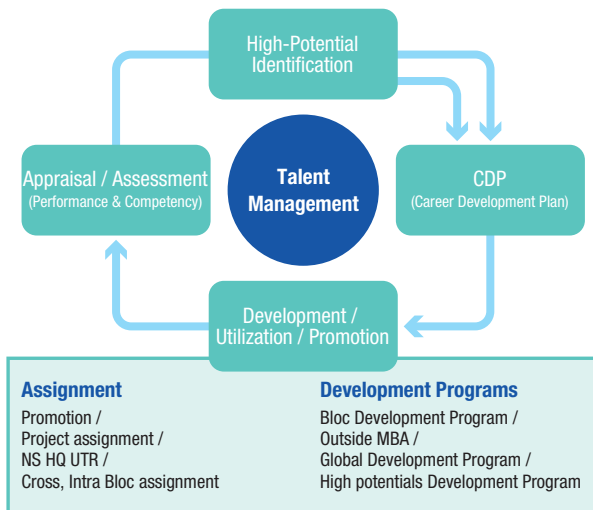 High-Potential
Identification
Appraisal / Assessment
(Performance & Competency)
Talent
Management
CDP
(Career Development Plan)
Development /
Utilization / Promotion
Assignment
Promotion /
Project assignment /
NS HQ UTR /
Cross, Intra Bloc assignment
Development Programs
Bloc Development Program /
Outside MBA /
Global Development Program /
High potentials Development Program